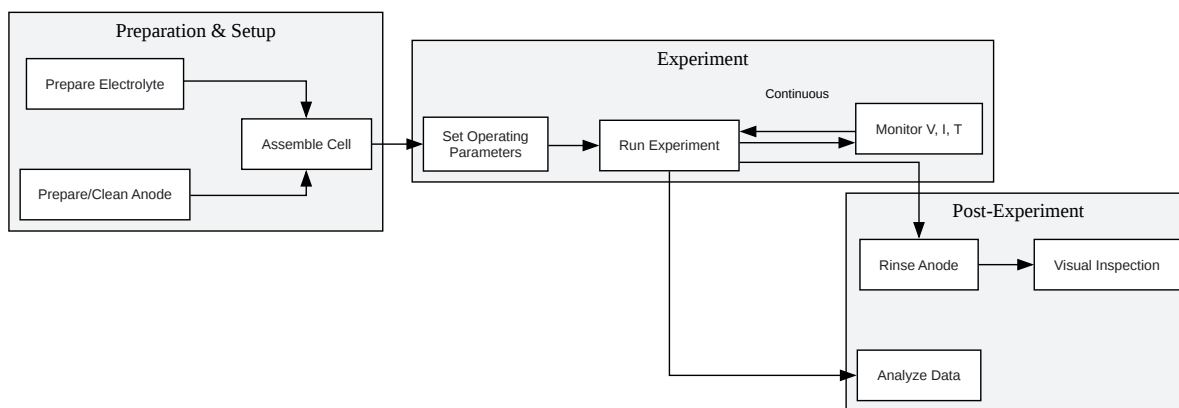 Preparation & Setup
Prepare Electrolyte
Assemble Cell
Prepare/Clean Anode
Experiment
Continuous
Set Operating
Parameters
Run Experiment
Monitor V, I, T
Post-Experiment
Rinse Anode
Visual Inspection
Analyze Data